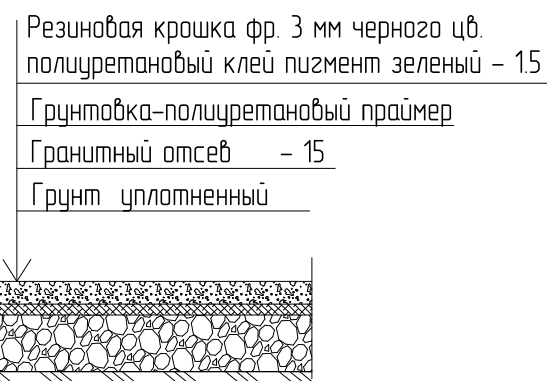 Резиновая крошка фр. 3 мм черного цв.
полиуретановый клей пигмент зеленый - 1.5
Грунтовка-полиуретановый праймер
Гранитный отсев - 15
Грунт уплотненный